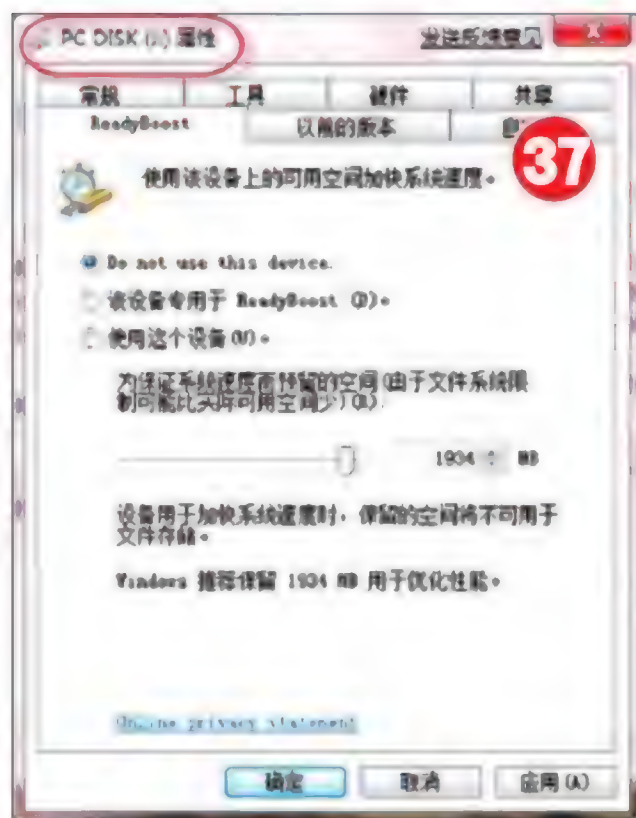 PC DISK (:) 属性
发送反馈意见
常规 工具 硬件 共享
ReadyBoost 以前的版本 自
37
使用该设备上的可用空间加快系统速度。
Do not use this device.
该设备专用于 ReadyBoost (D)。
使用这个设备(U)。
为保证系统速度而预留的空间(由于文件系统限
制可能比实际可用空间少)(R).
1934 MB
设备用于加快系统速度时，保留的空间将不可用于
文件存储。
Windows 推荐保留 1934 MB 用于优化性能。
Online privacy statement
确定 取消 应用(A)